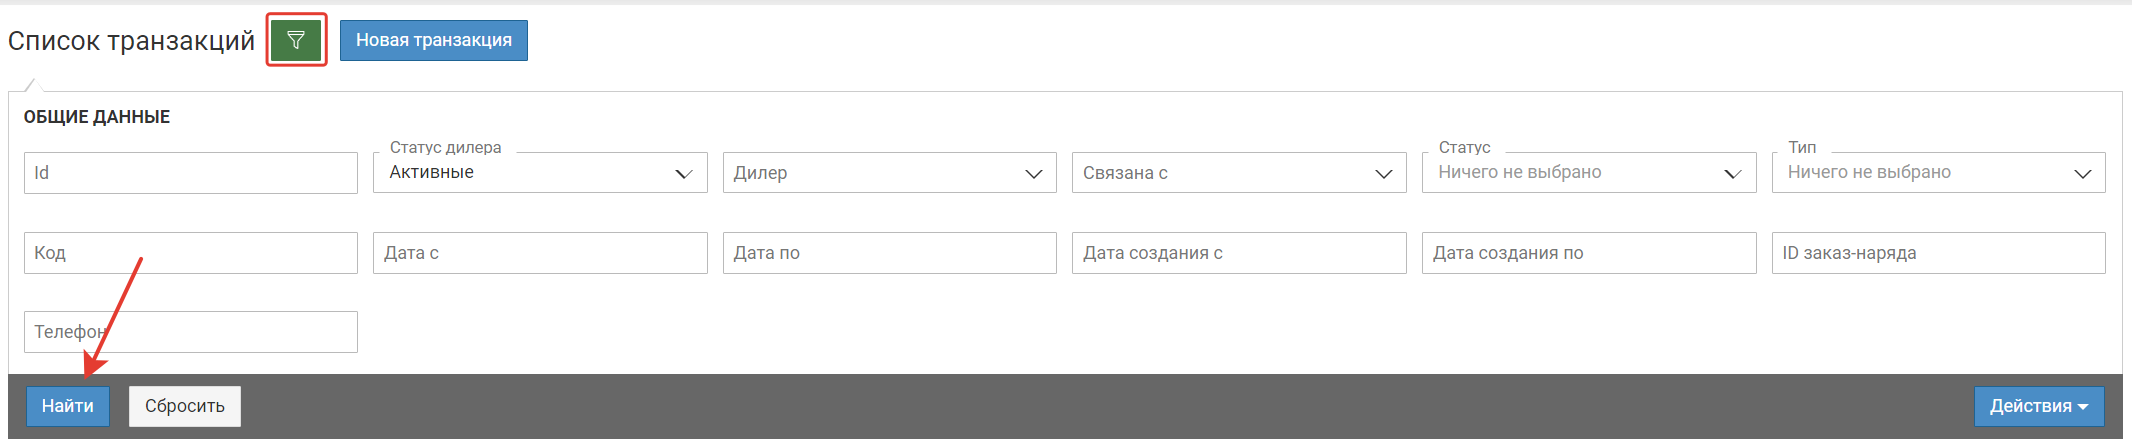 Список транзакций
Новая транзакция
ОБЩИЕ ДАННЫЕ
Id
Статус дилера
Активные
Дилер
Связана с
Статус
Ничего не выбрано
Тип
Ничего не выбрано
Код
Дата с
Дата по
Дата создания с
Дата создания по
ID заказ-наряда
Телефон
Найти
Сбросить
Действия